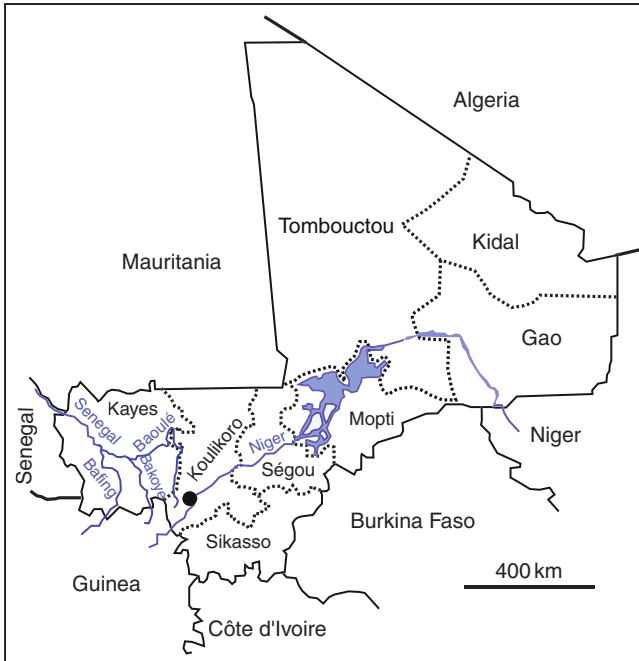 Algeria
Tombouctou
Kidal
Mauritania
Gao
Kayes
Koulikoro
Mopti
Senegal
Senegal
Baoulé
Niger
Niger
Bafing
Bakoye
Ségou
Burkina Faso
Sikasso
Guinea
400 km
Côte d'Ivoire